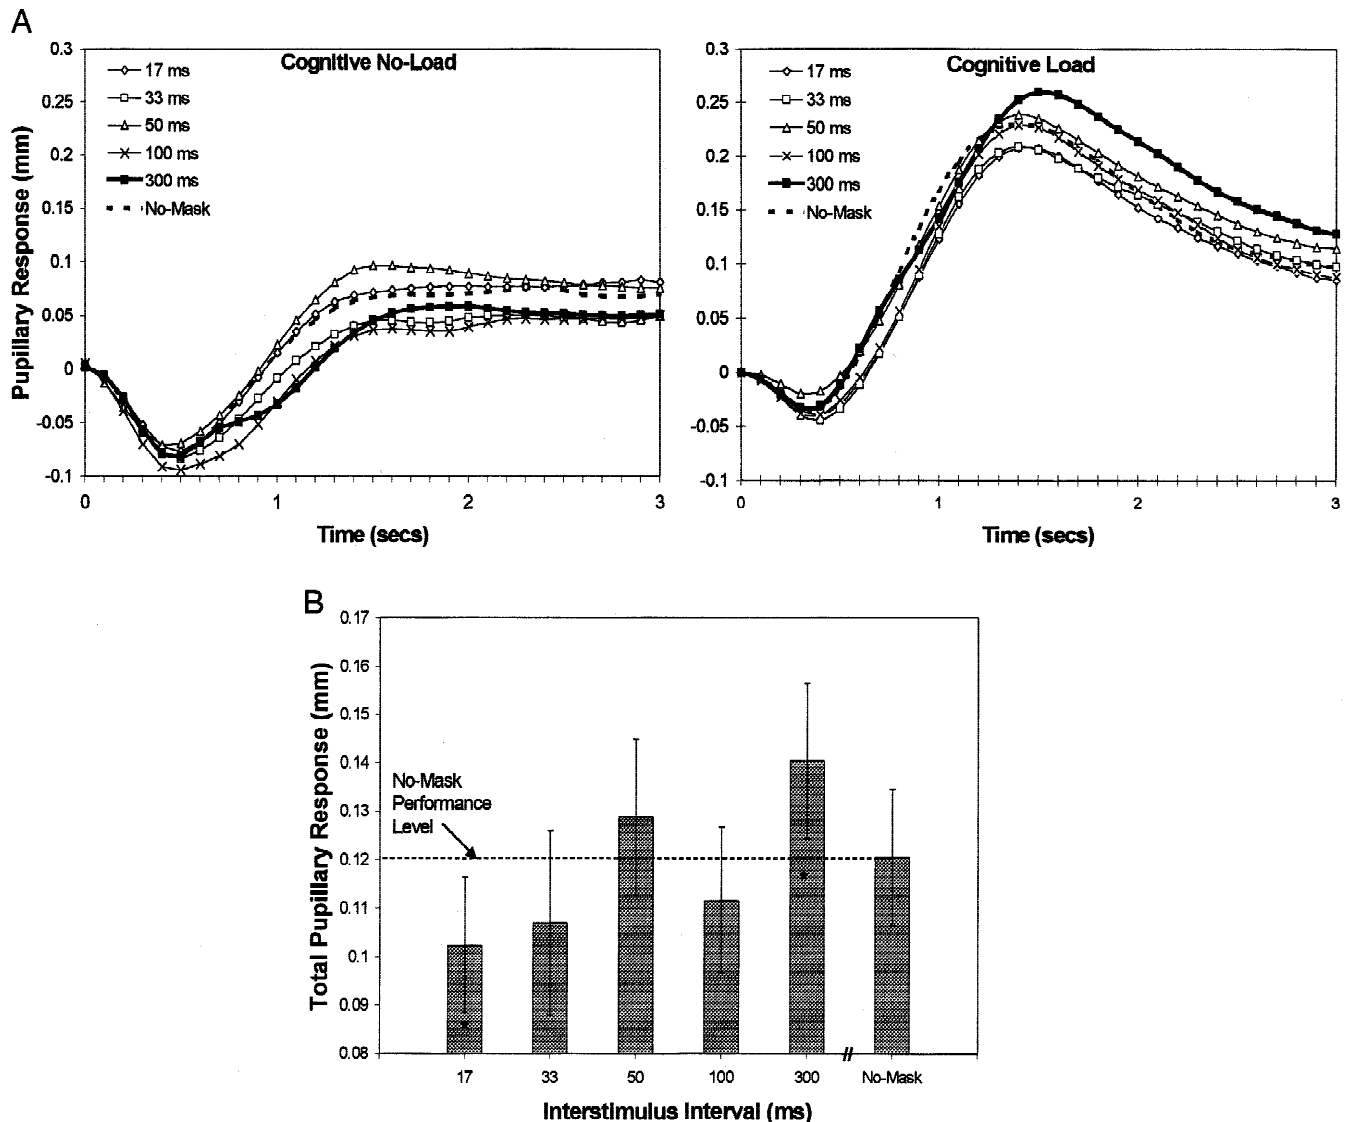 A
Cognitive No-Load
Pupillary Response (mm)
0.3
0.25
0.2
0.15
0.1
0.05
0
-0.05
-0.1
17 ms
33 ms
50 ms
100 ms
300 ms
No-Mask
0 1 2 3
Time (secs)
Cognitive Load
0.3
0.25
0.2
0.15
0.1
0.05
0
-0.05
-0.1
17 ms
33 ms
50 ms
100 ms
300 ms
No-Mask
0 1 2 3
Time (secs)
B
Total Pupillary Response (mm)
0.17
0.16
0.15
0.14
0.13
0.12
0.11
0.1
0.09
0.08
No-Mask
Performance
Level
17 33 50 100 300 No-Mask
Interstimulus Interval (ms)